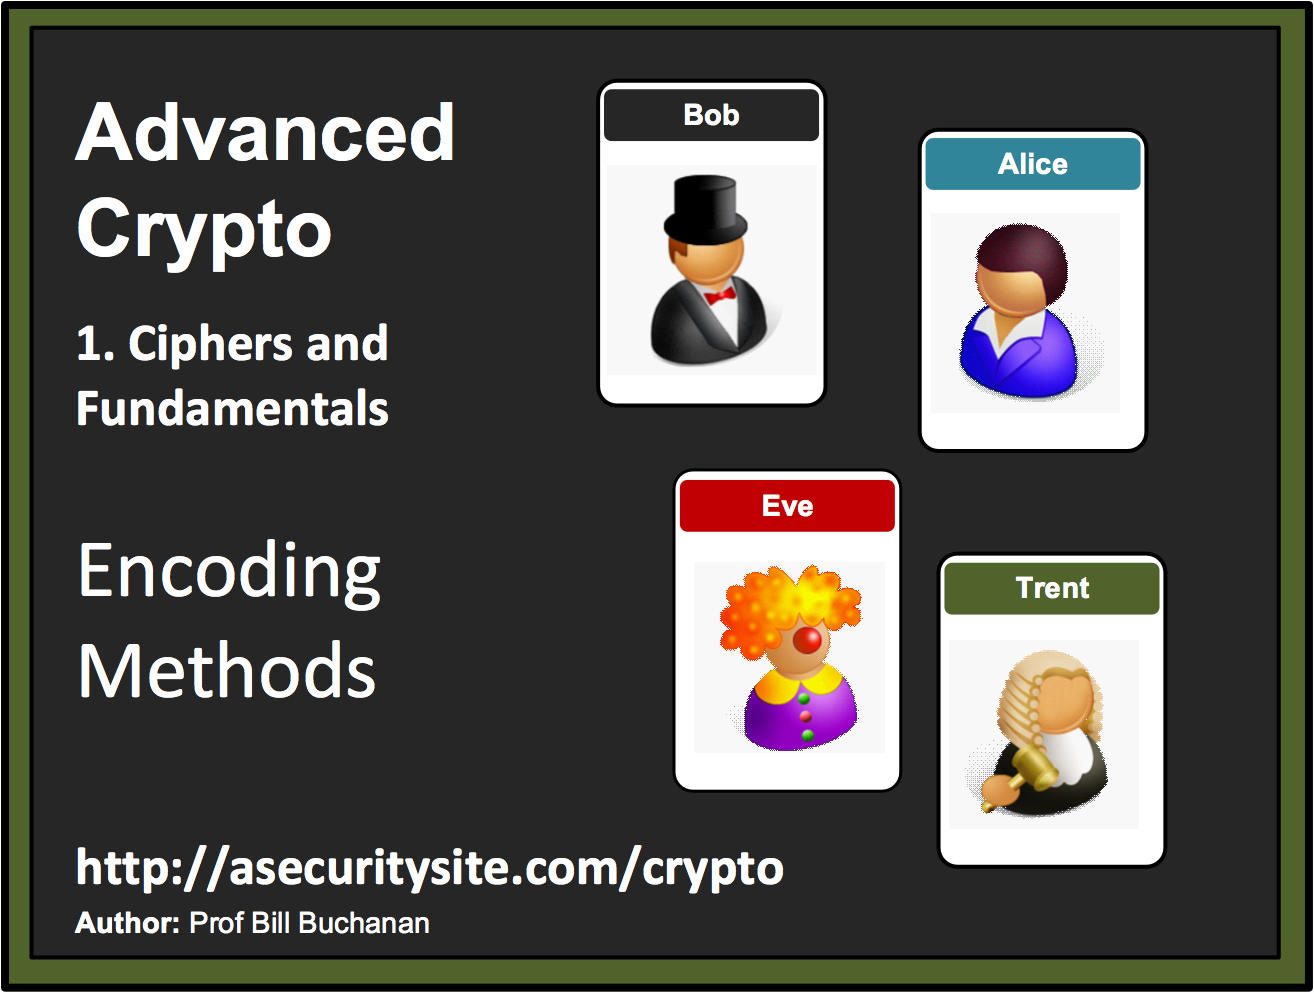 Advanced
Crypto
1. Ciphers and
Fundamentals
Encoding
Methods
http://asecuritysite.com/crypto
Author: Prof Bill Buchanan
Bob
Alice
Eve
Trent